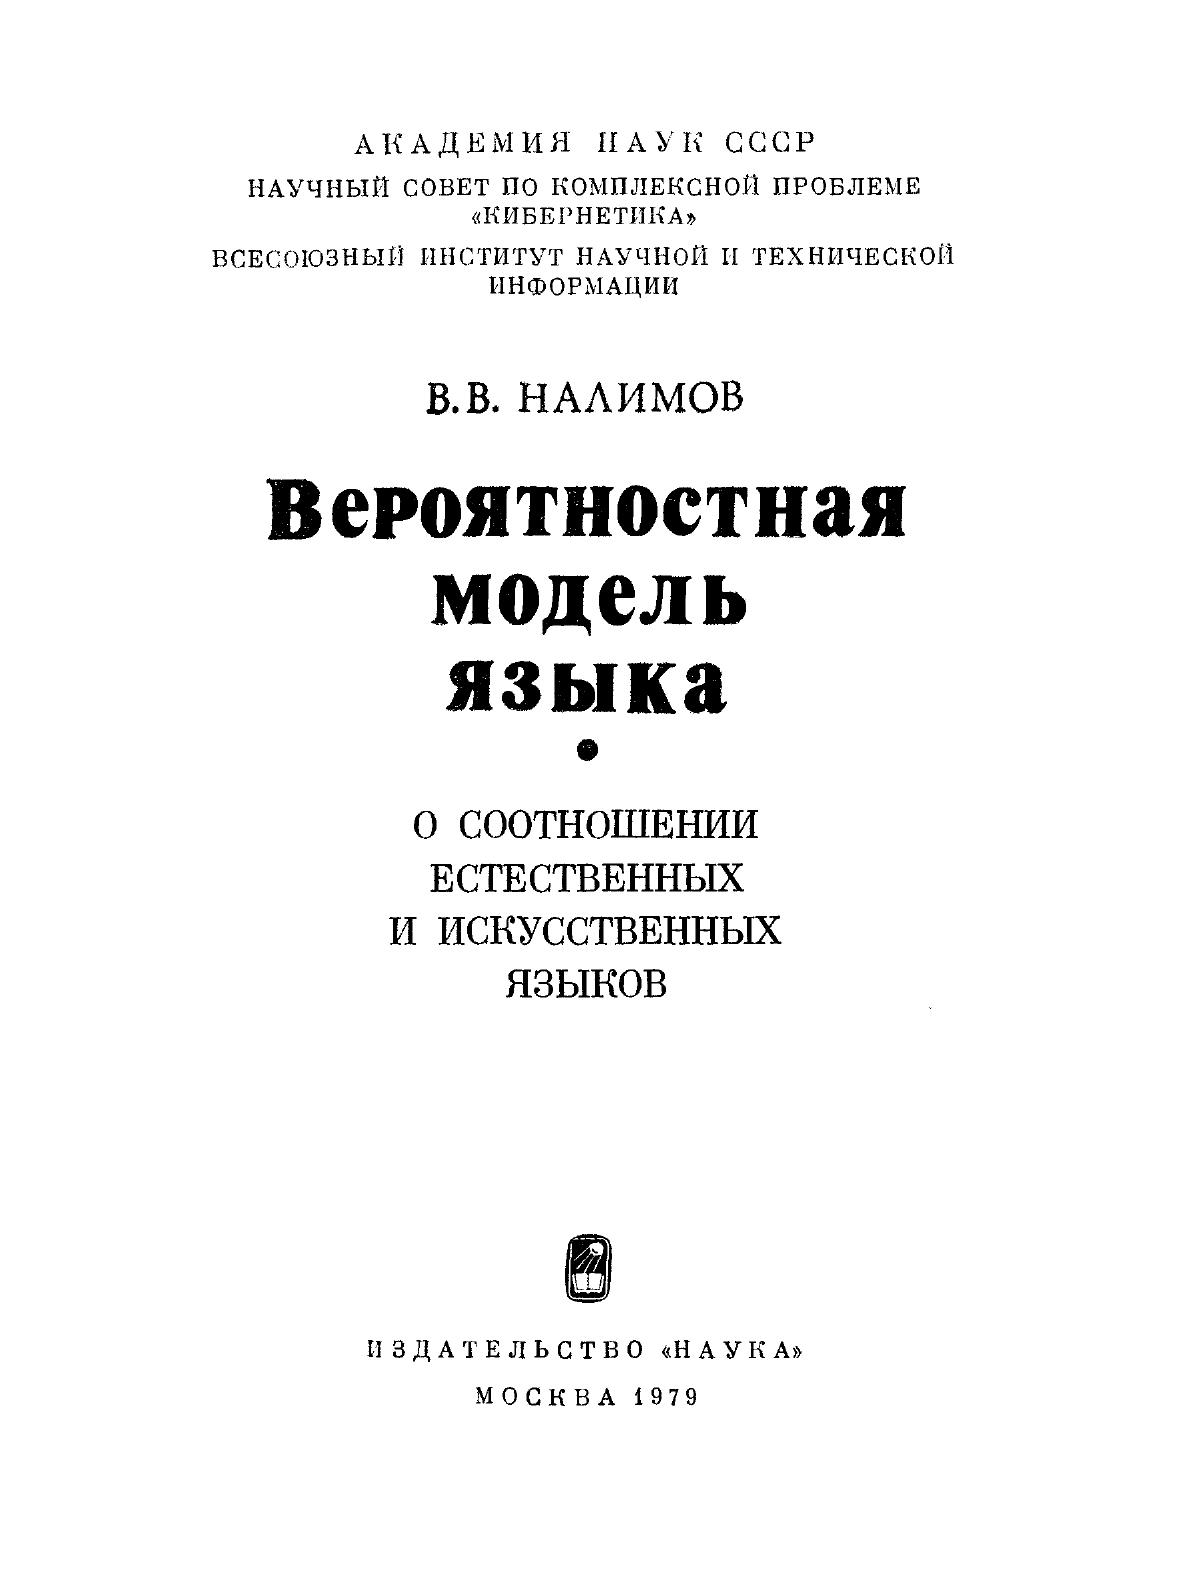 АКАДЕМИЯ НАУК СССР
НАУЧНЫЙ СОВЕТ ПО КОМПЛЕКСНОЙ ПРОБЛЕМЕ
«КИБЕРНЕТИКА»
ВСЕСОЮЗНЫЙ ИНСТИТУТ НАУЧНОЙ И ТЕХНИЧЕСКОЙ
ИНФОРМАЦИИ
В.В. НАЛИМОВ
Вероятностная
модель
языка
•
О СООТНОШЕНИИ
ЕСТЕСТВЕННЫХ
И ИСКУССТВЕННЫХ
ЯЗЫКОВ
ИЗДАТЕЛЬСТВО «НАУКА»
МОСКВА 1979